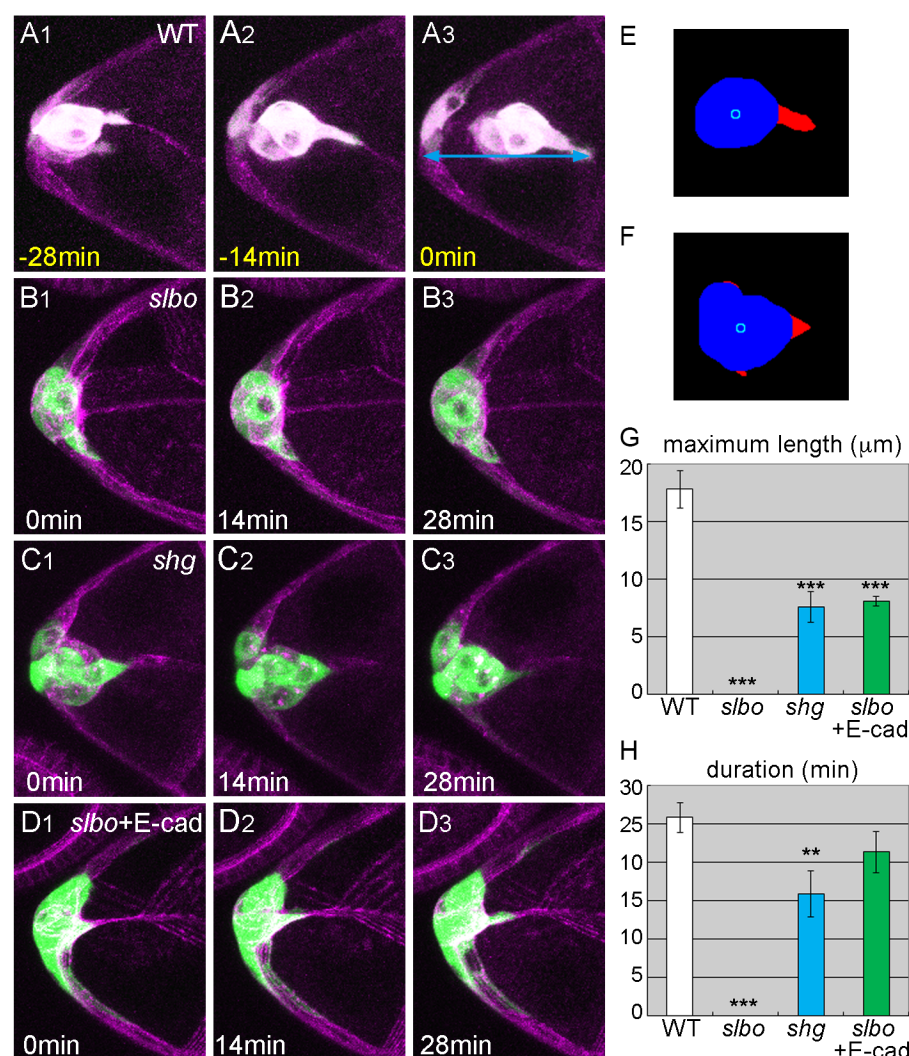 A1 WT
A2
A3
-28min
-14min
0min
B1 slbo
B2
B3
0min
14min
28min
C1 shg
C2
C3
0min
14min
28min
D1 slbo+E-cad
D2
D3
0min
14min
28min
E
F
G
maximum length (μm)
20
15
10
5
0
***
***
***
WT
slbo
shg
slbo
+E-cad
H
duration (min)
30
25
10
15
10
5
0
***
**
WT
slbo
shg
slbo
+E-cad